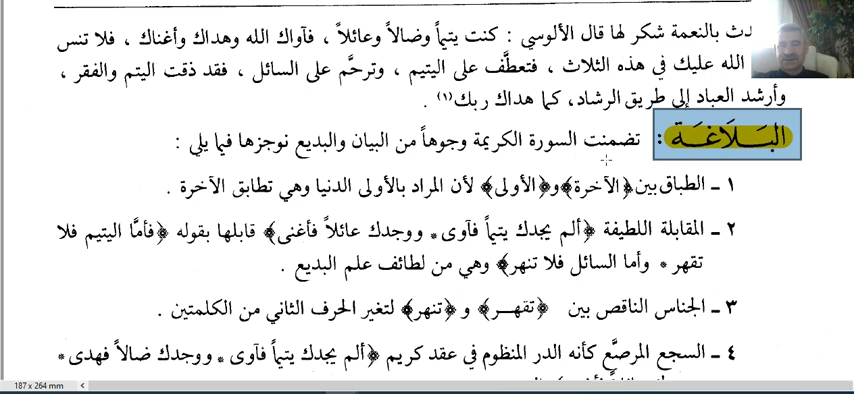 ـدث بالنعمة شكر لها قال الألوسي : كنت يتيماً وضالاً وعائلاً ، فآواك الله وهداك وأغناك ، فلا تنس
الله عليك في هذه الثلاث ، فتعطَّف على اليتيم ، وترحَّم على السائل ، فقد ذقت اليتم والفقر ،
وأرشد العباد إلى طريق الرشاد، كما هداك ربك (١) .
البَلَاغَة : تضمنت السورة الكريمة وجوهاً من البيان والبديع نوجزها فيما يلي :
١ ـ الطباق بين ﴿الآخرة﴾ و﴿الأولى﴾ لأن المراد بالأولى الدنيا وهي تطابق الآخرة .
٢ ـ المقابلة اللطيفة ﴿ألم يجدك يتيماً فآوى * ووجدك عائلاً فأغنى﴾ قابلها بقوله ﴿فأمَّا اليتيم فلا
تقهر * وأما السائل فلا تنهر﴾ وهي من لطائف علم البديع .
٣ ـ الجناس الناقص بين ﴿تقهـر﴾ و ﴿تنهر﴾ لتغير الحرف الثاني من الكلمتين .
٤ ـ السجع المرصَّع كأنه الدر المنظوم في عقد كريم ﴿ألم يجدك يتيماً فآوى * ووجدك ضالاً فهدى *
187 x 264 mm